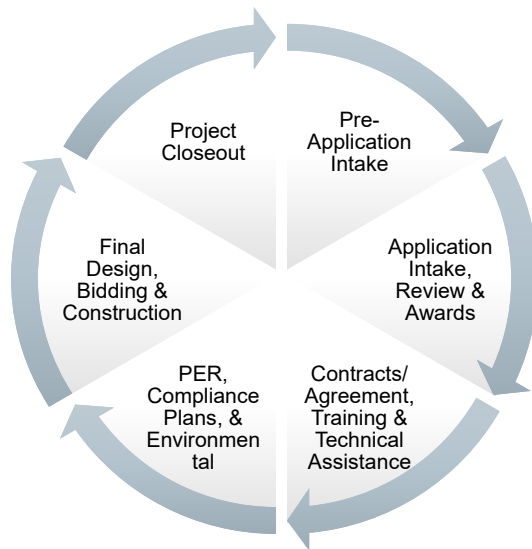 Pre-
Application
Intake
Application
Intake,
Review &
Awards
Contracts/
Agreement,
Training &
Technical
Assistance
PER,
Compliance
Plans, &
Environmen
tal
Final
Design,
Bidding &
Construction
Project
Closeout